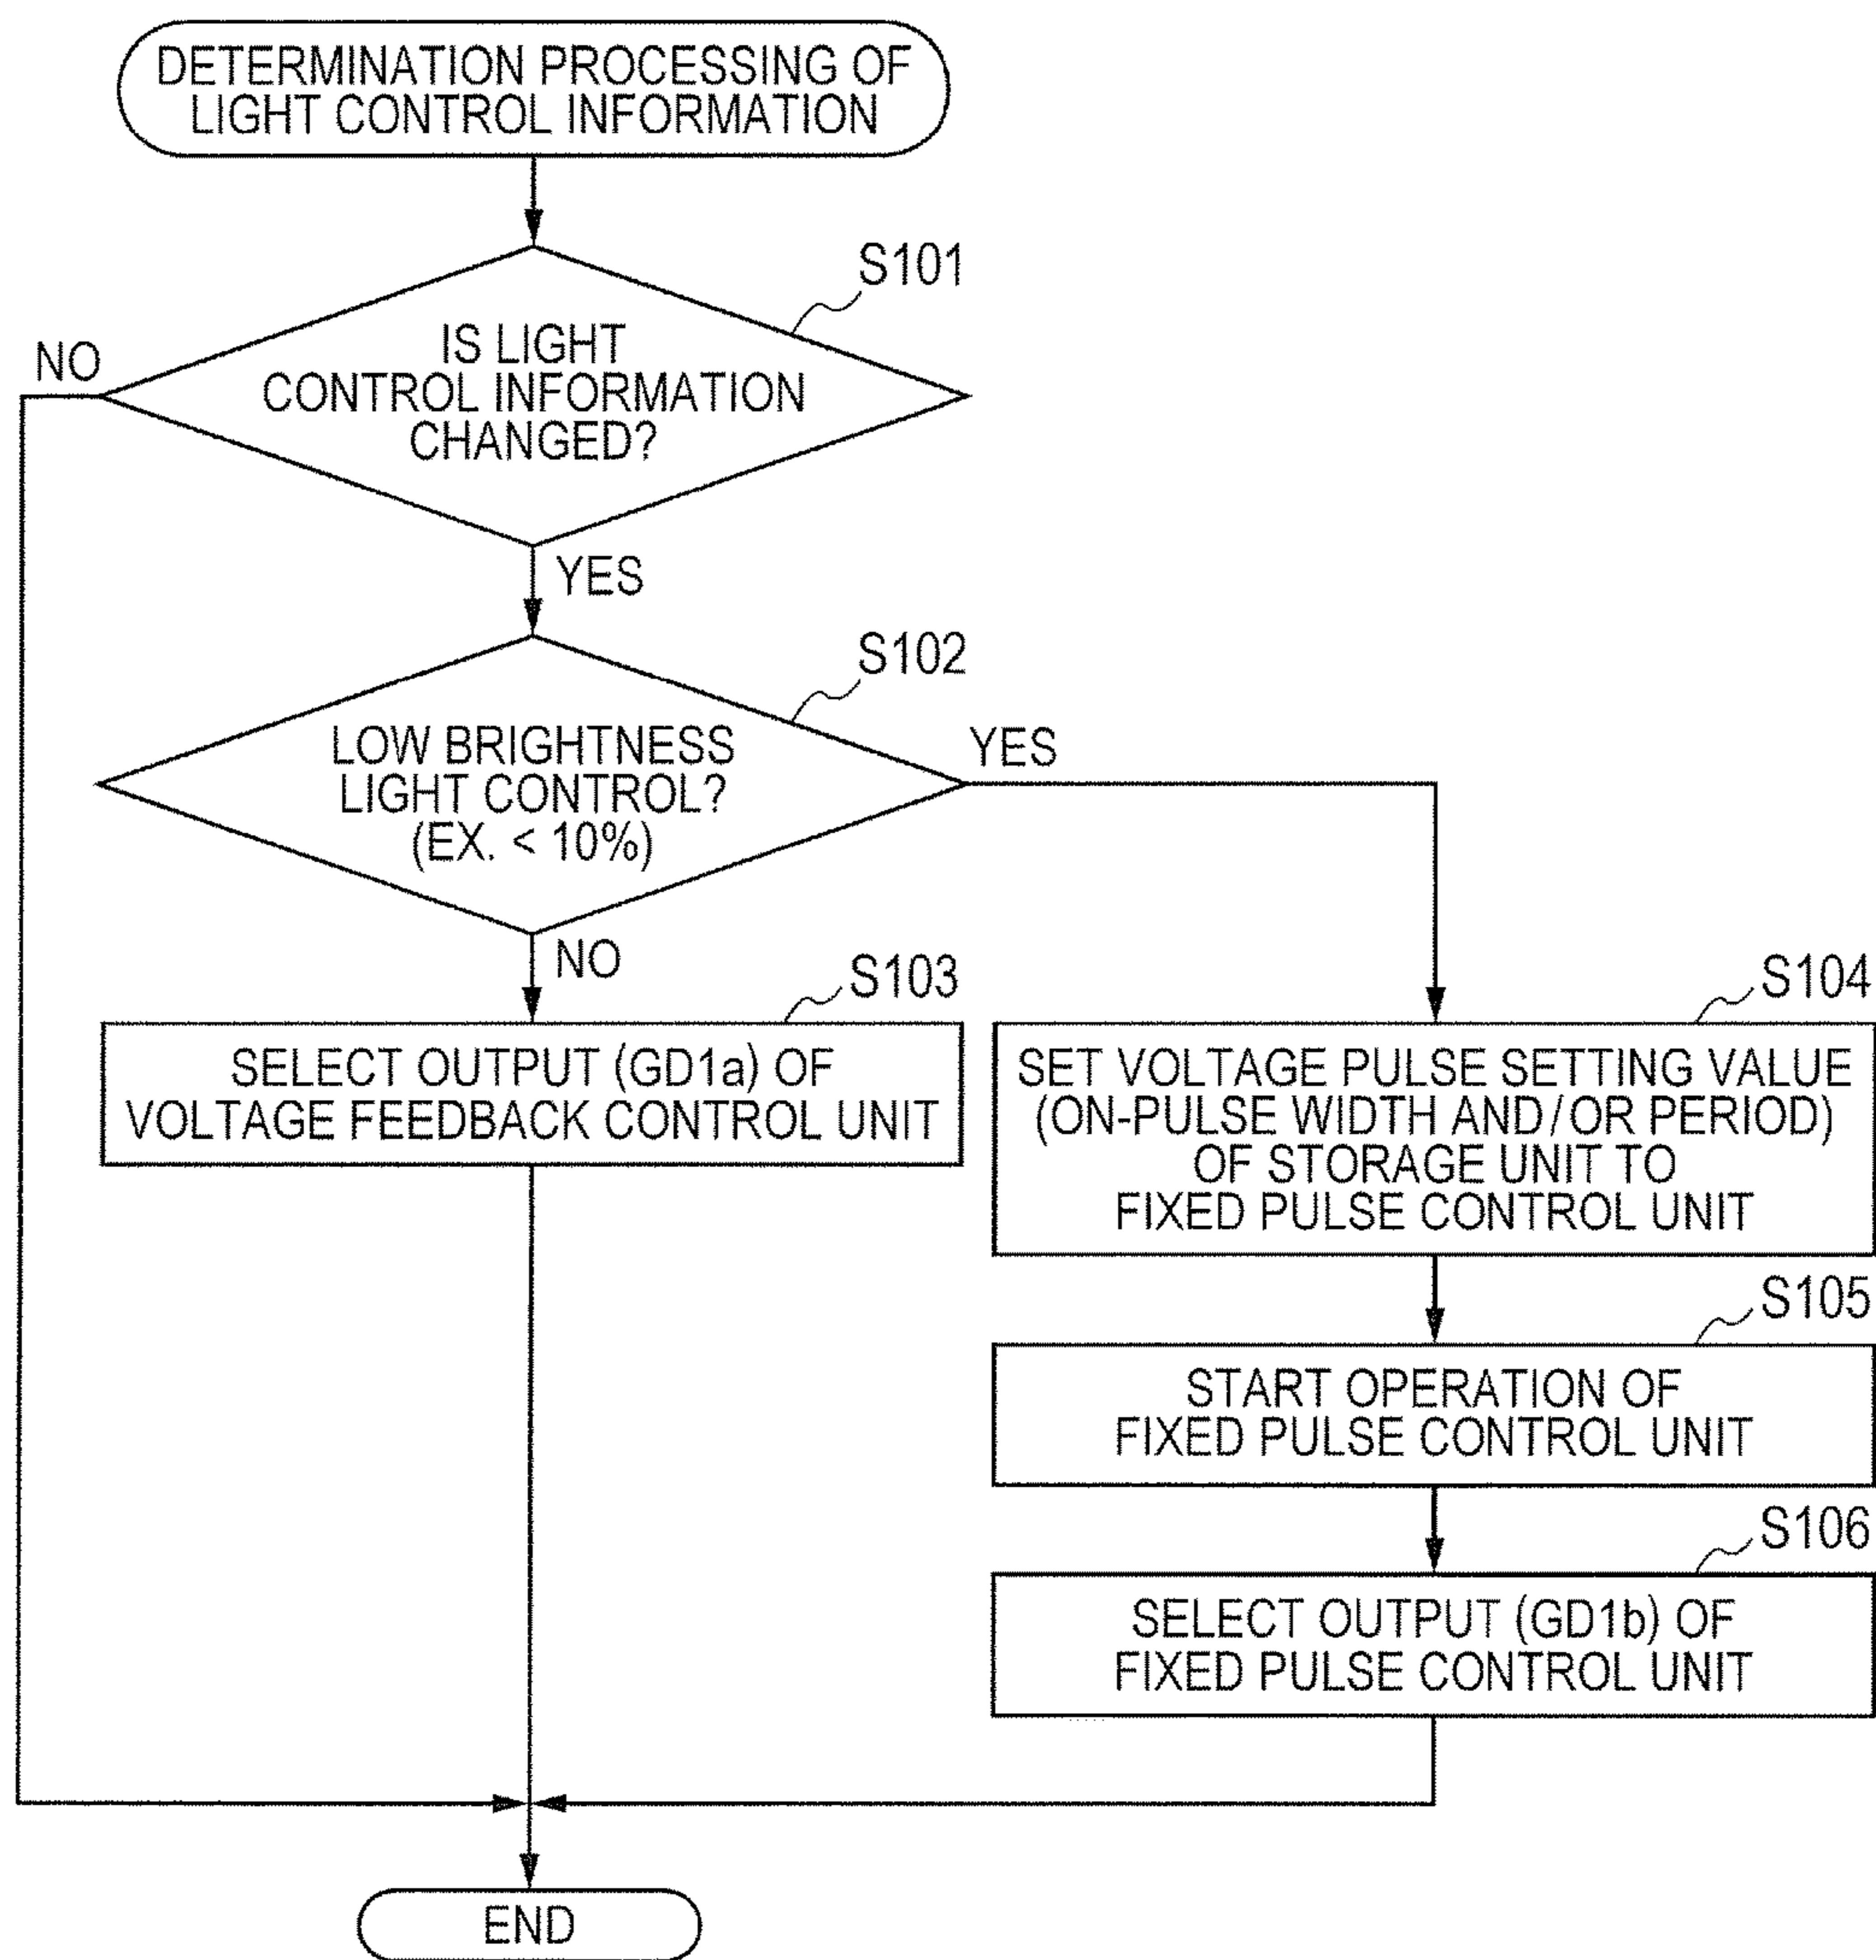 DETERMINATION PROCESSING OF
LIGHT CONTROL INFORMATION
S101
IS LIGHT
CONTROL INFORMATION
CHANGED?
NO
YES
S102
LOW BRIGHTNESS
LIGHT CONTROL?
(EX. < 10%)
YES
NO
S103
SELECT OUTPUT (GD1a) OF
VOLTAGE FEEDBACK CONTROL UNIT
S104
SET VOLTAGE PULSE SETTING VALUE
(ON-PULSE WIDTH AND/OR PERIOD)
OF STORAGE UNIT TO
FIXED PULSE CONTROL UNIT
S105
START OPERATION OF
FIXED PULSE CONTROL UNIT
S106
SELECT OUTPUT (GD1b) OF
FIXED PULSE CONTROL UNIT
END